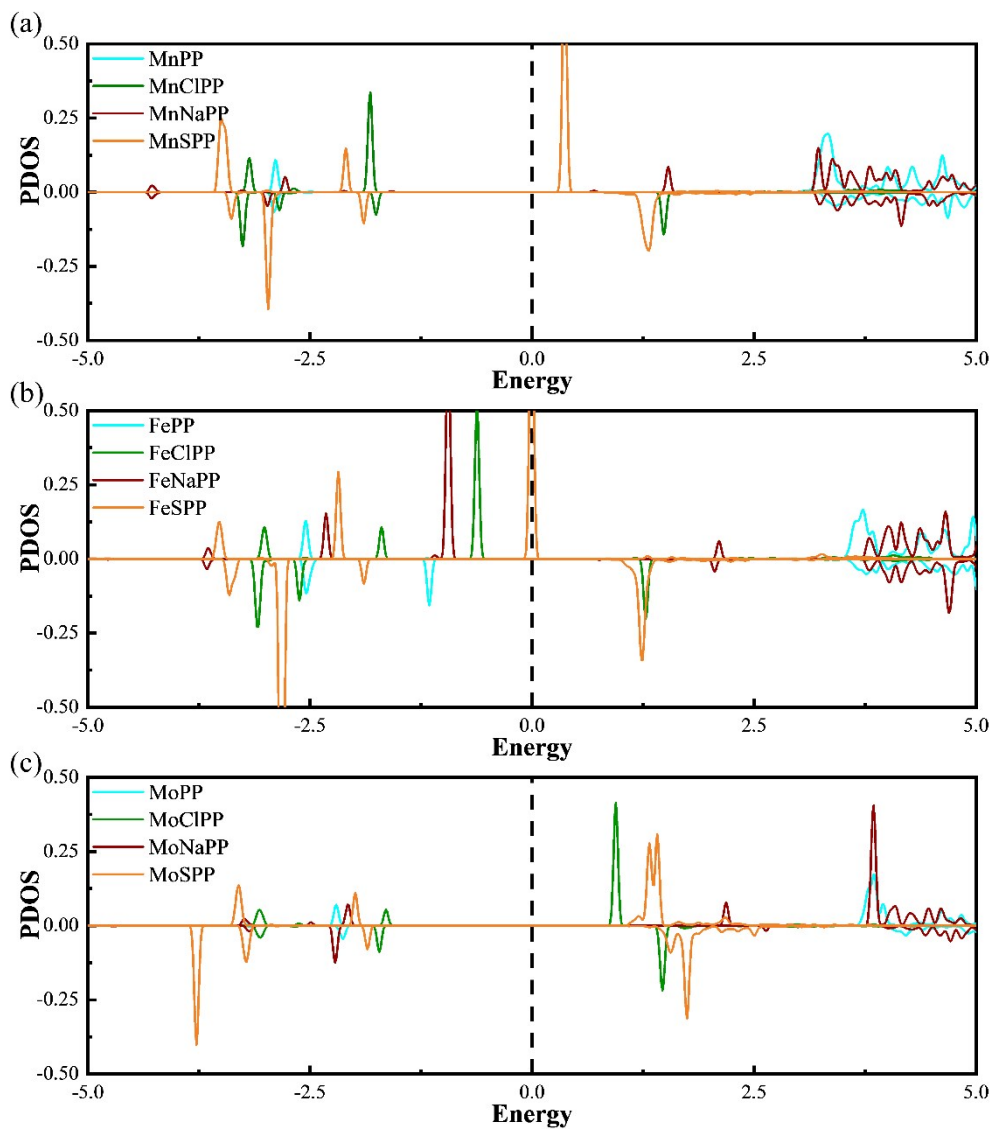 (a)
0.50
0.25
0.00
-0.25
-0.50
PDOS
MnPP
MnClPP
MnNaPP
MnSPP
-5.0 -2.5 0.0 2.5 5.0
Energy
(b)
0.50
0.25
0.00
-0.25
-0.50
PDOS
FePP
FeClPP
FeNaPP
FeSPP
-5.0 -2.5 0.0 2.5 5.0
Energy
(c)
0.50
0.25
0.00
-0.25
-0.50
PDOS
MoPP
MoClPP
MoNaPP
MoSPP
-5.0 -2.5 0.0 2.5 5.0
Energy